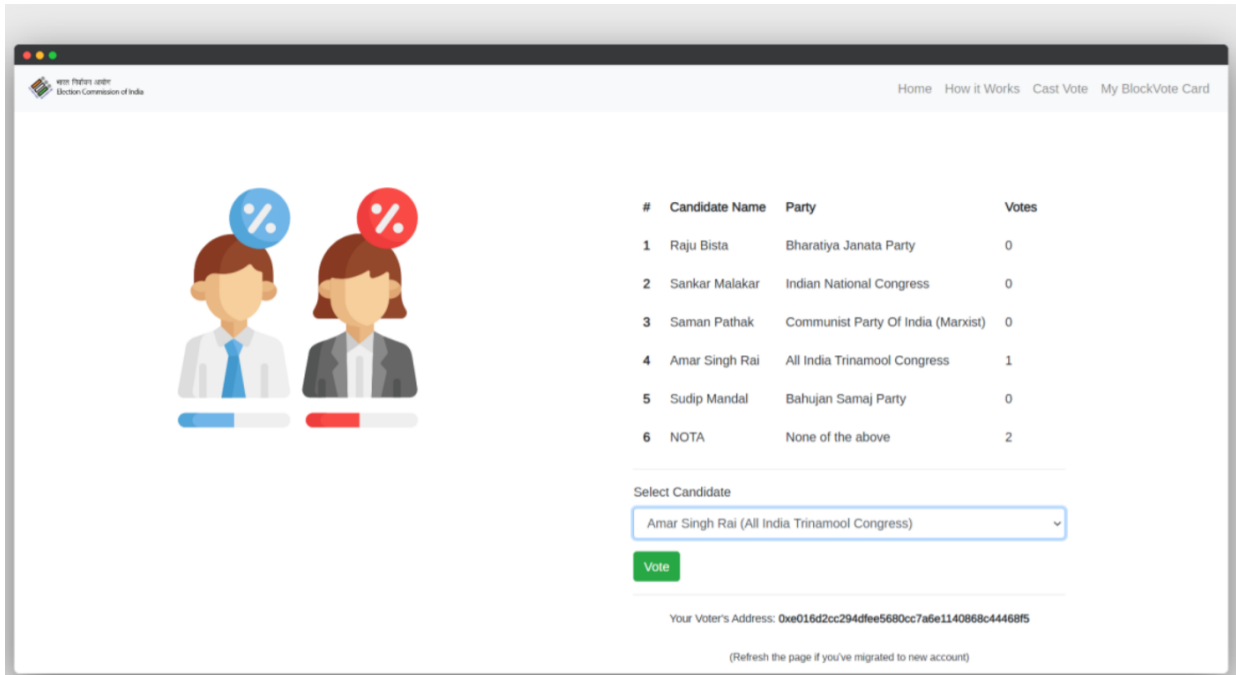 भारत निर्वाचन आयोग
Election Commission of India
Home How it Works Cast Vote My BlockVote Card
# Candidate Name Party Votes
1 Raju Bista Bharatiya Janata Party 0
2 Sankar Malakar Indian National Congress 0
3 Saman Pathak Communist Party Of India (Marxist) 0
4 Amar Singh Rai All India Trinamool Congress 1
5 Sudip Mandal Bahujan Samaj Party 0
6 NOTA None of the above 2
Select Candidate
Amar Singh Rai (All India Trinamool Congress)
Vote
Your Voter's Address: 0xe016d2cc294dfee5680cc7a6e1140868c44468f5
(Refresh the page if you've migrated to new account)